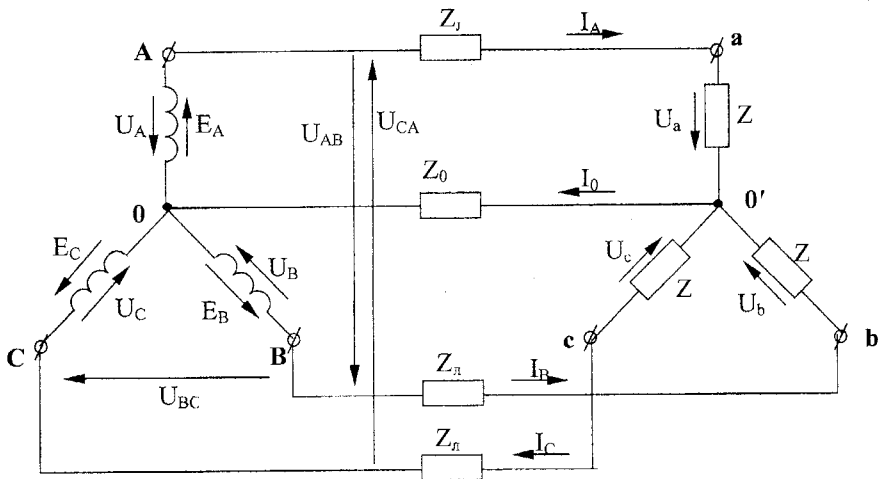 Z_л I_A
A a
U_A E_A U_AB U_CA U_a Z
Z_0 I_0
0 0'
E_C U_B U_c Z
U_C E_B Z U_b
C B c b
Z_л I_B
U_BC
Z_л I_C